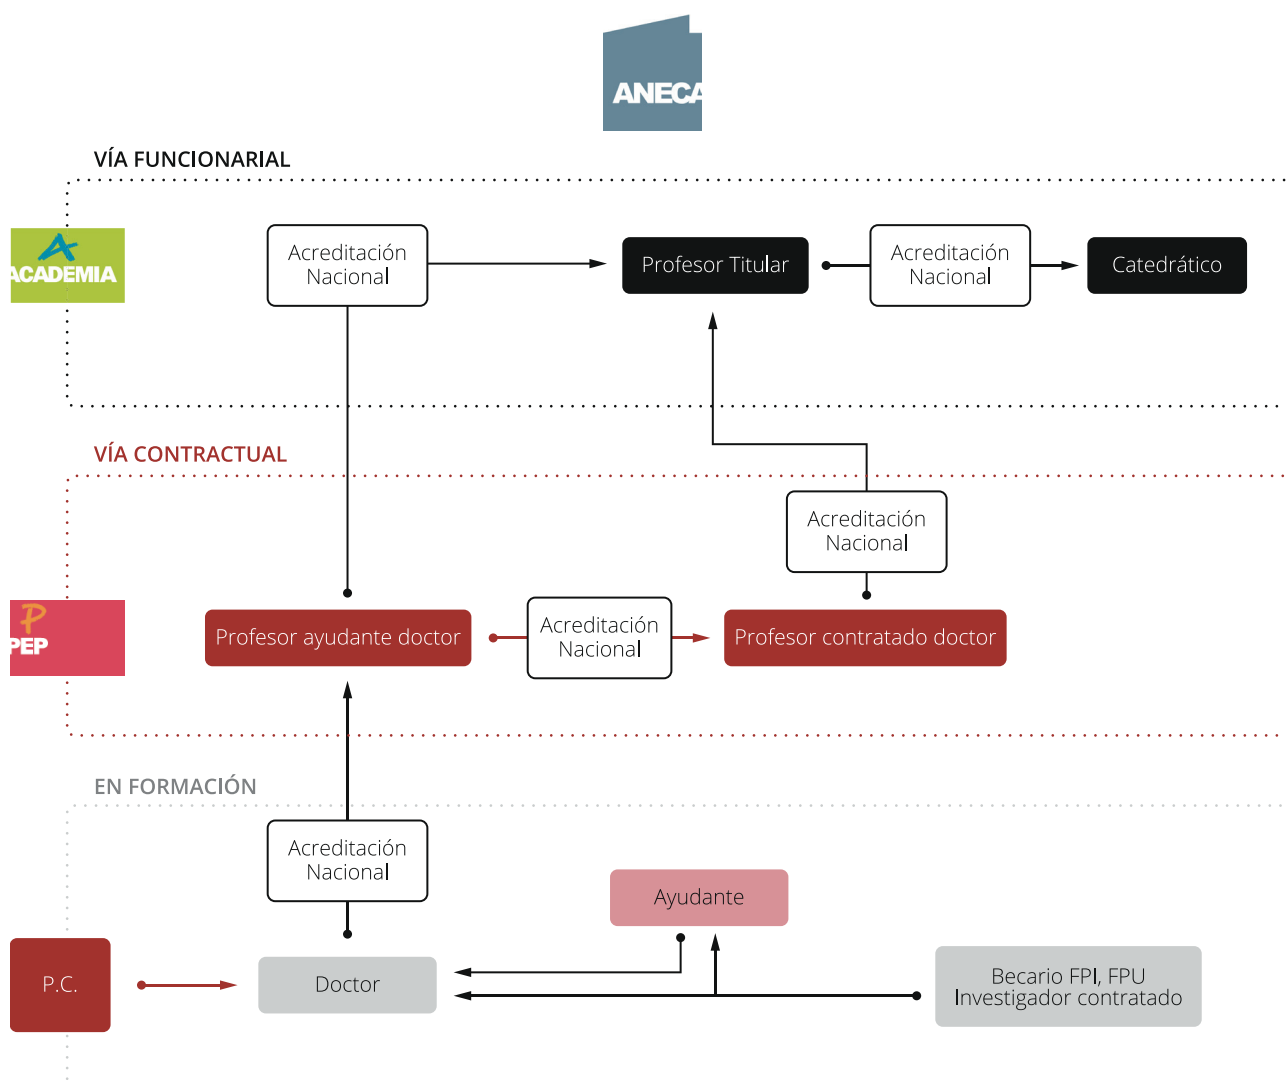 ANECA
VÍA FUNCIONARIAL
ACADEMIA
Acreditación
Nacional
Profesor Titular
Acreditación
Nacional
Catedrático
VÍA CONTRACTUAL
Acreditación
Nacional
PEP
Profesor ayudante doctor
Acreditación
Nacional
Profesor contratado doctor
EN FORMACIÓN
Acreditación
Nacional
Ayudante
P.C.
Doctor
Becario FPI, FPU
Investigador contratado